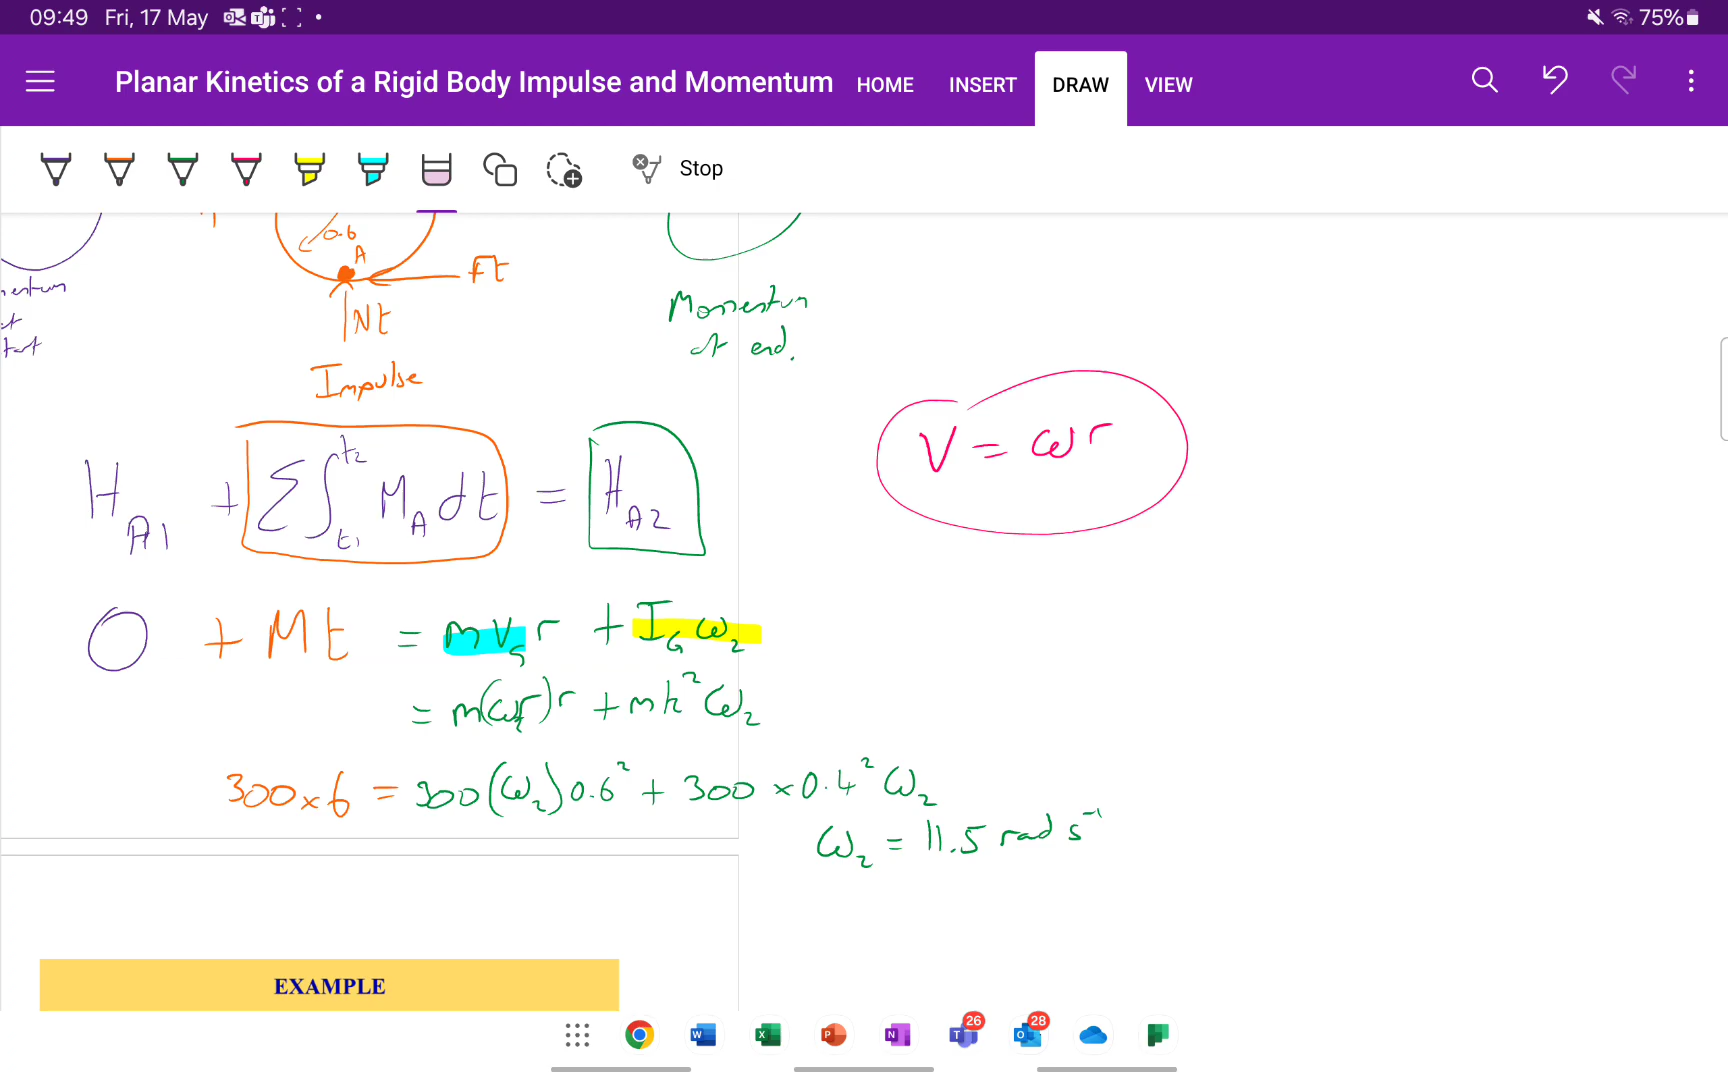 09:49 Fri, 17 May
75%
Planar Kinetics of a Rigid Body Impulse and Momentum HOME INSERT DRAW VIEW
Stop
0.6
A
ft
Nt
Impulse
Momentum
at end.
V = ωr
H_A1 + Σ∫_t1^t2 M_A dt = H_A2
0 + Mt = mV_G r + I_G ω_2
= m(ω_2 r)r + mk² ω_2
300 × 6 = 300(ω_2)0.6² + 300 × 0.4² ω_2
ω_2 = 11.5 rad s⁻¹
EXAMPLE
26
28